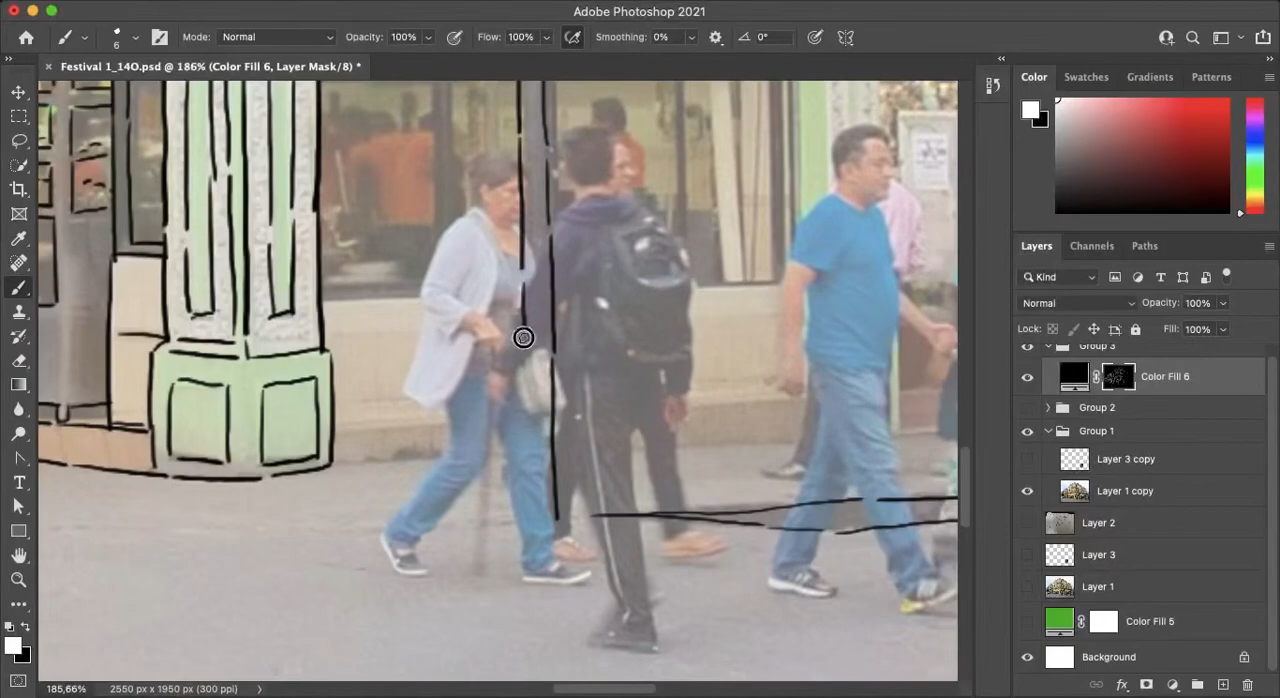 Adobe Photoshop 2021
6 Mode: Normal Opacity: 100% Flow: 100% Smoothing: 0% 0°
Festival 1_14O.psd @ 186% (Color Fill 6, Layer Mask/8) *
Color Swatches Gradients Patterns
Layers Channels Paths
Kind
Normal Opacity: 100%
Lock: Fill: 100%
Group 3
Color Fill 6
Group 2
Group 1
Layer 3 copy
Layer 1 copy
Layer 2
Layer 3
Layer 1
Color Fill 5
Background
185,66% 2550 px x 1950 px (300 ppi)